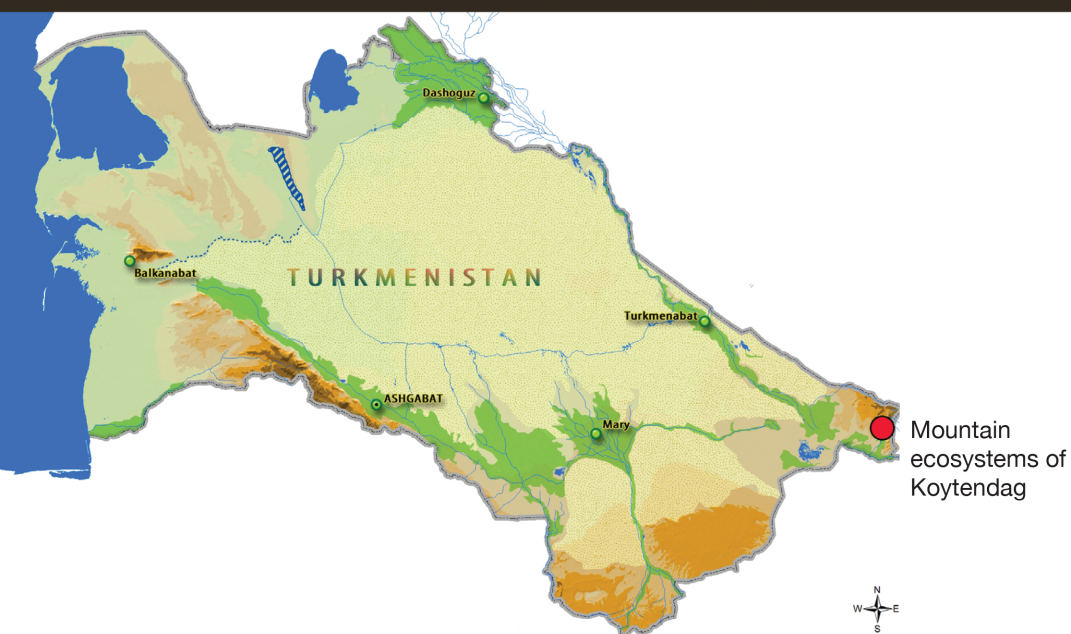 Dashoguz
Balkanabat
TURKMENISTAN
Turkmenabat
ASHGABAT
Mary
Mountain
ecosystems of
Koytendag
N
W E
S